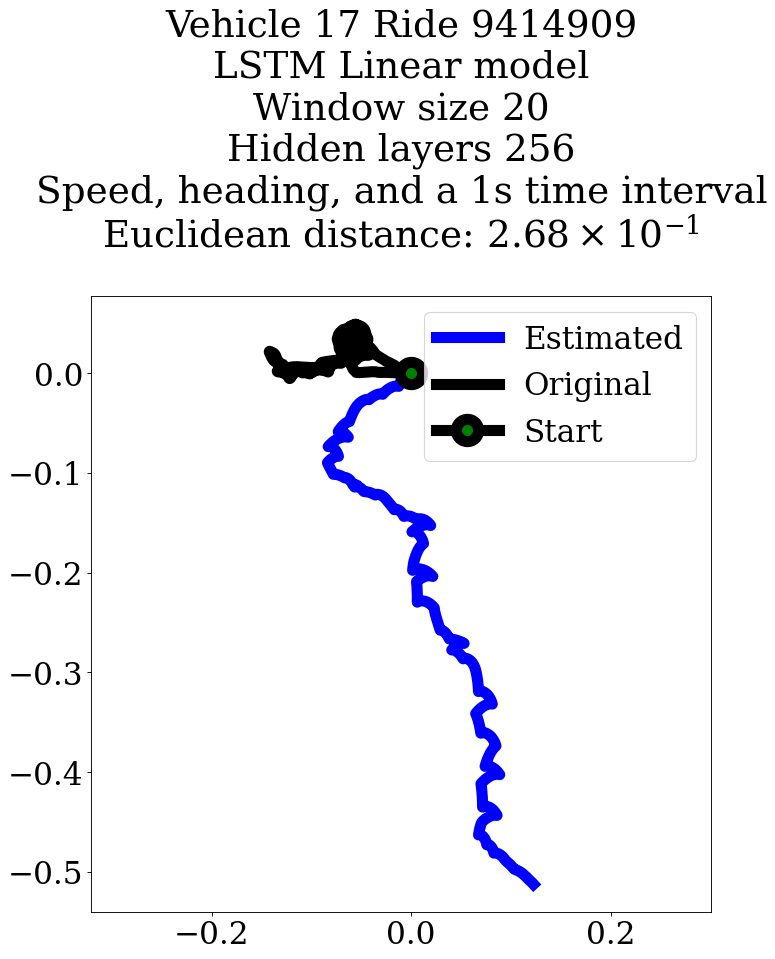 Vehicle 17 Ride 9414909
LSTM Linear model
Window size 20
Hidden layers 256
Speed, heading, and a 1s time interval
Euclidean distance: 2.68 × 10⁻¹
Estimated
Original
Start
0.0
−0.1
−0.2
−0.3
−0.4
−0.5
−0.2 0.0 0.2